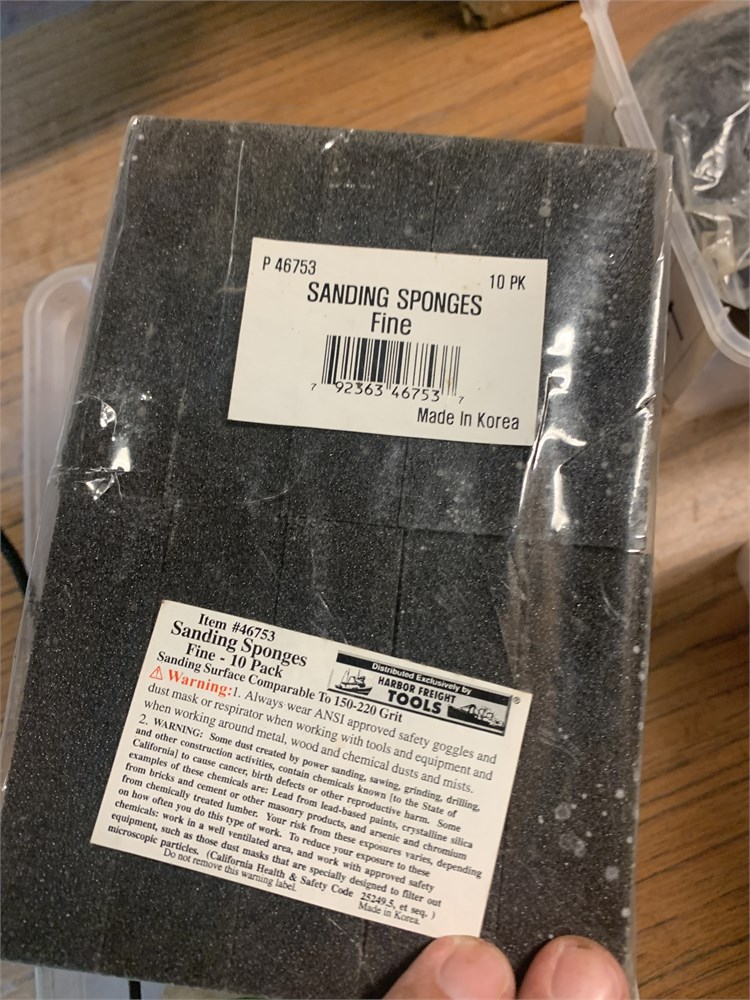 P 46753
10 PK
SANDING SPONGES
Fine
7 92363 46753 7
Made In Korea
Item #46753
Sanding Sponges
Fine - 10 Pack
Sanding Surface Comparable To 150-220 Grit
Distributed Exclusively by
HARBOR FREIGHT
TOOLS
®
Warning: 1. Always wear ANSI approved safety goggles and
dust mask or respirator when working with tools and equipment and
when working around metal, wood and chemical dusts and mists.
2. WARNING: Some dust created by power sanding, sawing, grinding, drilling,
and other construction activities, contain chemicals known [to the State of
California] to cause cancer, birth defects or other reproductive harm. Some
examples of these chemicals are: Lead from lead-based paints, crystalline silica
from bricks and cement or other masonry products, and arsenic and chromium
from chemically treated lumber. Your risk from these exposures varies, depending
on how often you do this type of work. To reduce your exposure to these
chemicals: work in a well ventilated area, and work with approved safety
equipment, such as those dust masks that are specially designed to filter out
microscopic particles. (California Health & Safety Code 25249.5, et seq. )
Do not remove this warning label.
Made in Korea.